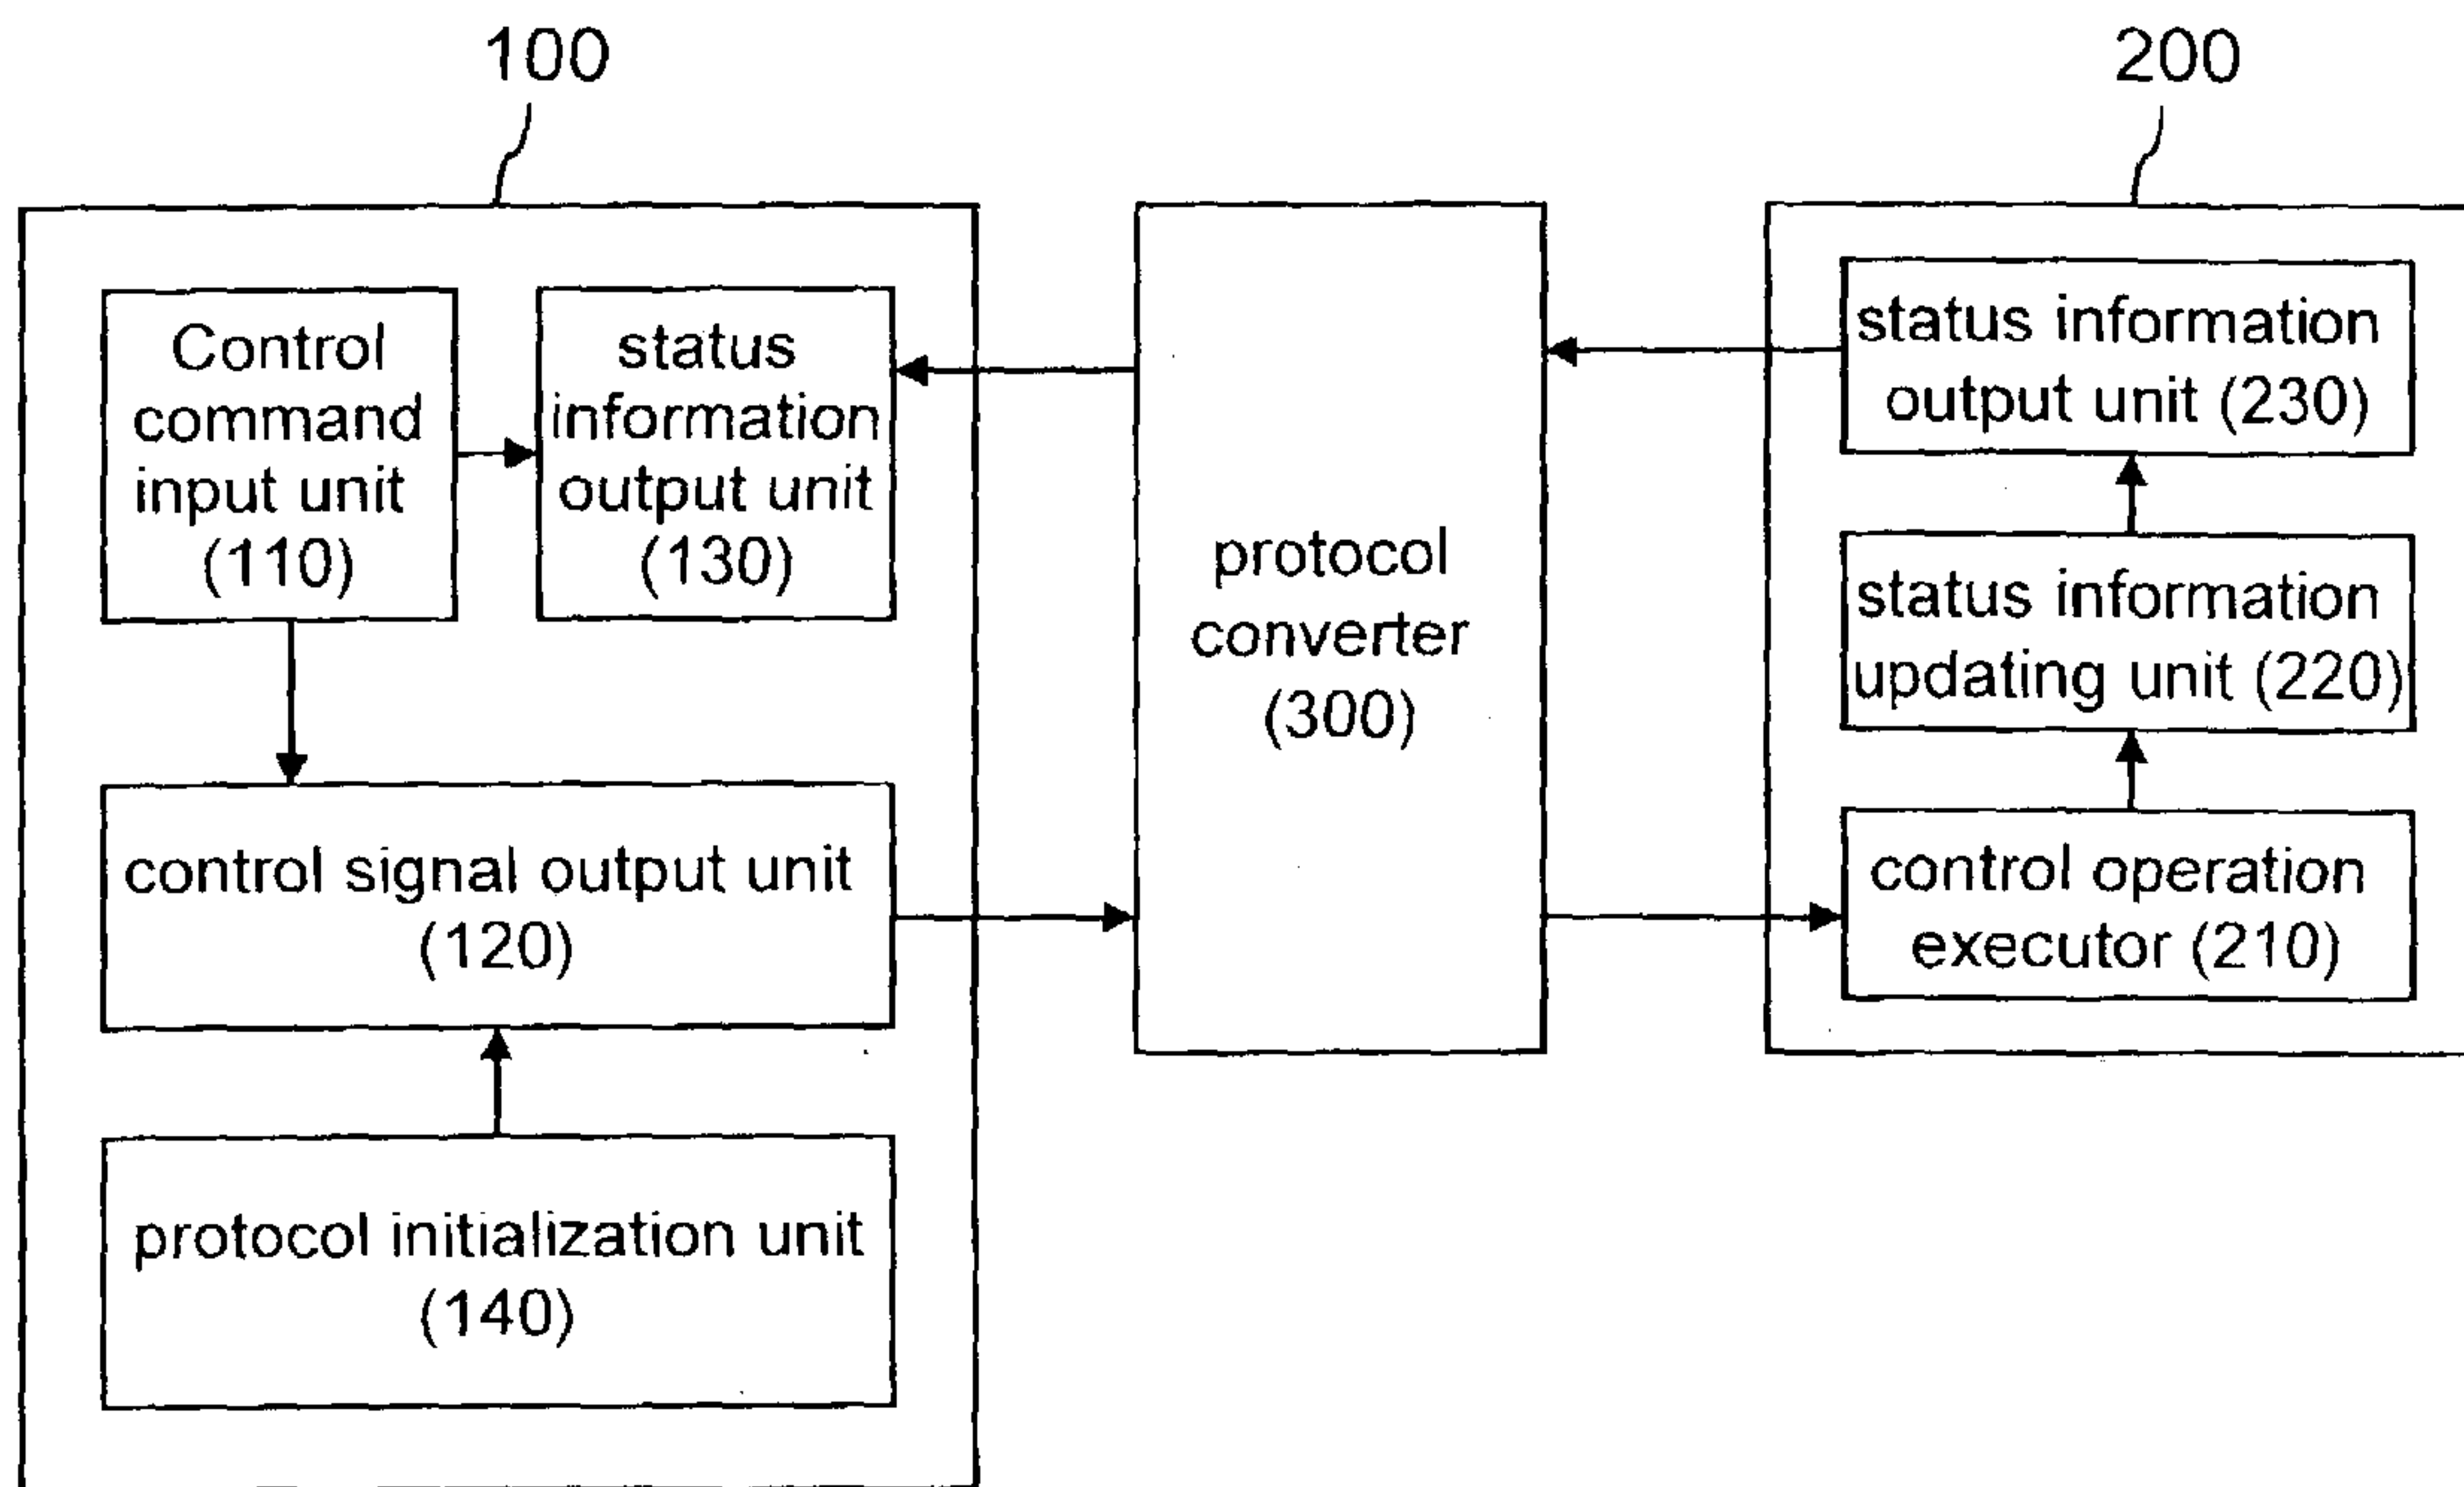 100
200
Control
command
input unit
(110)
status
information
output unit
(130)
control signal output unit
(120)
protocol initialization unit
(140)
protocol
converter
(300)
status information
output unit (230)
status information
updating unit (220)
control operation
executor (210)